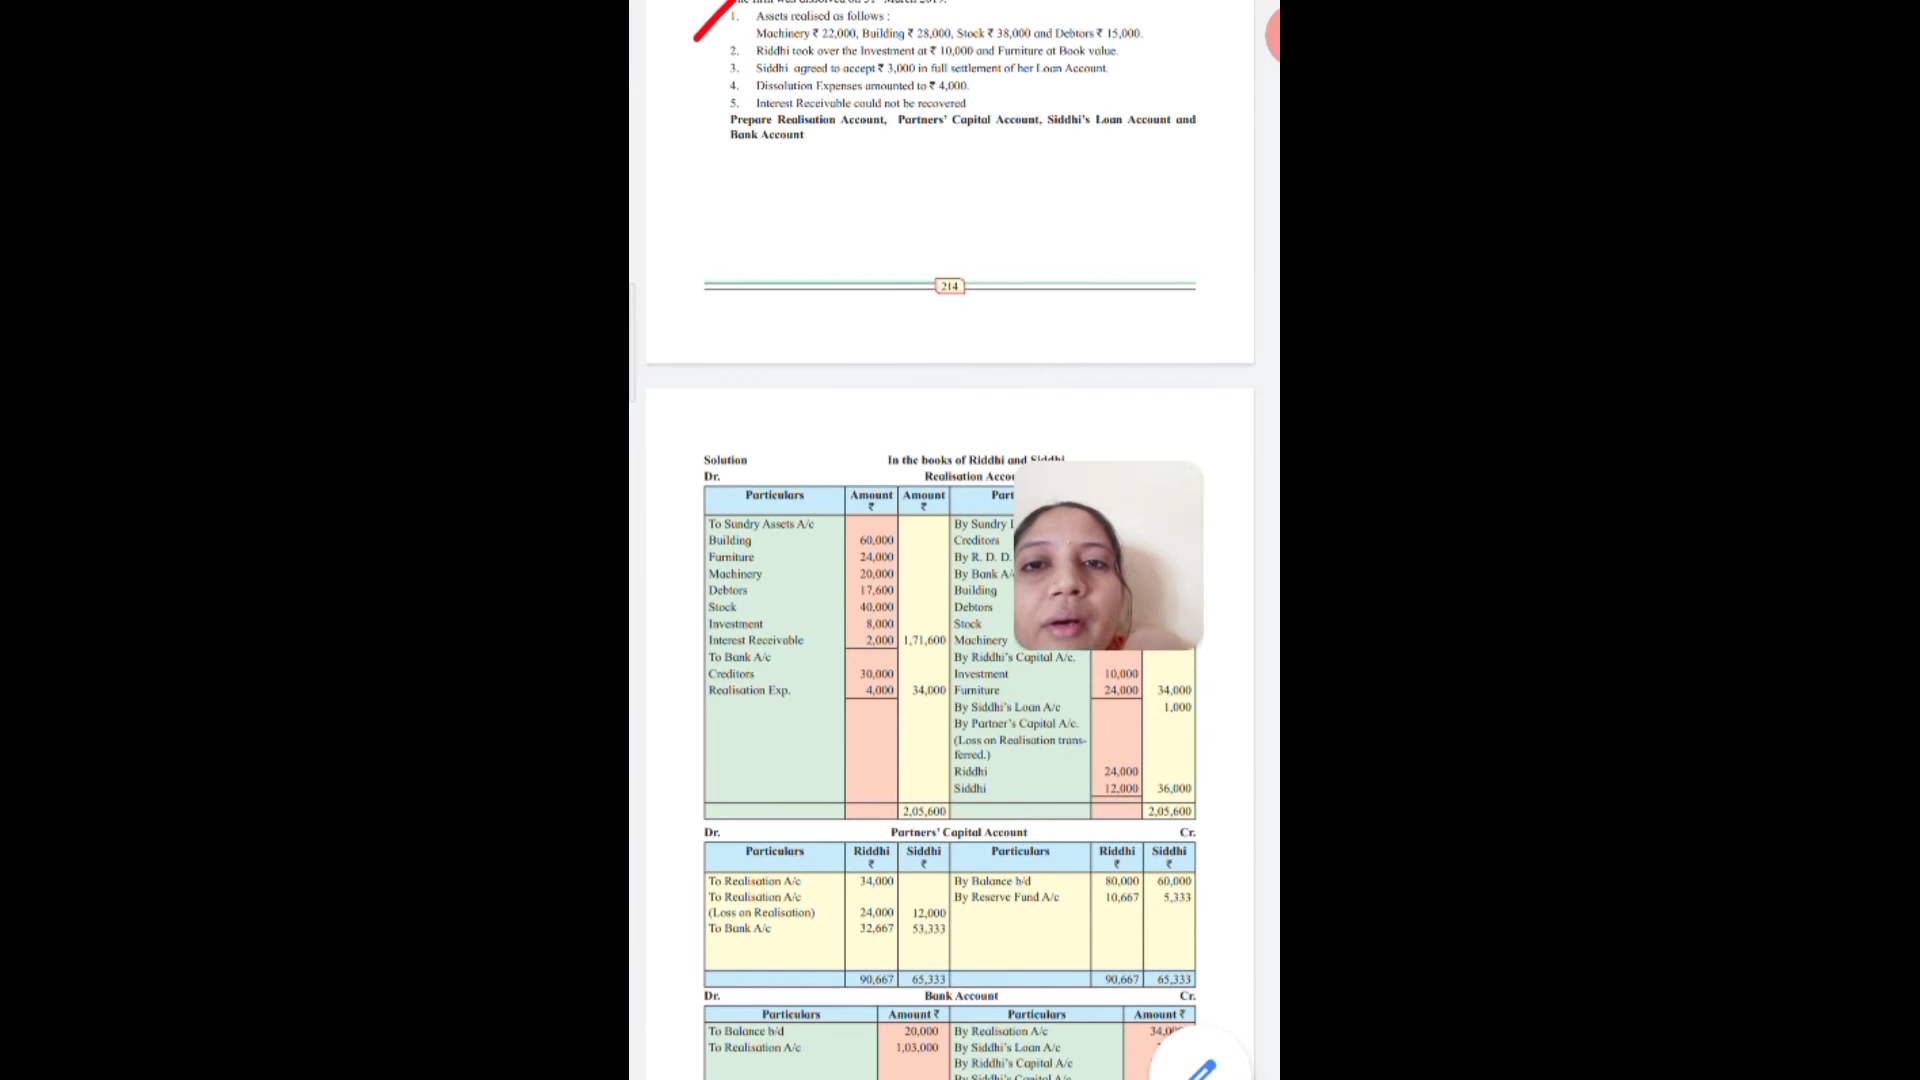 1. Assets realised as follows :
Machinery ₹ 22,000, Building ₹ 28,000, Stock ₹ 38,000 and Debtors ₹ 15,000.
2. Riddhi took over the Investment at ₹ 10,000 and Furniture at Book value.
3. Siddhi agreed to accept ₹ 3,000 in full settlement of her Loan Account.
4. Dissolution Expenses amounted to ₹ 4,000.
5. Interest Receivable could not be recovered
Prepare Realisation Account, Partners' Capital Account, Siddhi's Loan Account and
Bank Account
214
Solution In the books of Riddhi and Siddhi
Dr. Realisation
Particulars Amount Amount
₹ ₹
To Sundry Assets A/c By Sundry
Building 60,000 Creditors
Furniture 24,000 By R. D. D.
Machinery 20,000 By Bank
Debtors 17,600 Building
Stock 40,000 Debtors
Investment 8,000 Stock
Interest Receivable 2,000 1,71,600 Machinery
To Bank A/c By Riddhi's Capital A/c.
Creditors 30,000 Investment 10,000
Realisation Exp. 4,000 34,000 Furniture 24,000 34,000
By Siddhi's Loan A/c 1,000
By Partner's Capital A/c.
(Loss on Realisation trans-
ferred.)
Riddhi 24,000
Siddhi 12,000 36,000
2,05,600 2,05,600
Dr. Partners' Capital Account Cr.
Particulars Riddhi Siddhi Particulars Riddhi Siddhi
₹ ₹ ₹ ₹
To Realisation A/c 34,000 By Balance b/d 80,000 60,000
To Realisation A/c By Reserve Fund A/c 10,667 5,333
(Loss on Realisation) 24,000 12,000
To Bank A/c 32,667 53,333
90,667 65,333 90,667 65,333
Dr. Bank Account Cr.
Particulars Amount ₹ Particulars Amount ₹
To Balance b/d 20,000 By Realisation A/c
To Realisation A/c 1,03,000 By Siddhi's Loan A/c
By Riddhi's Capital A/c
By Siddhi's Capital A/c